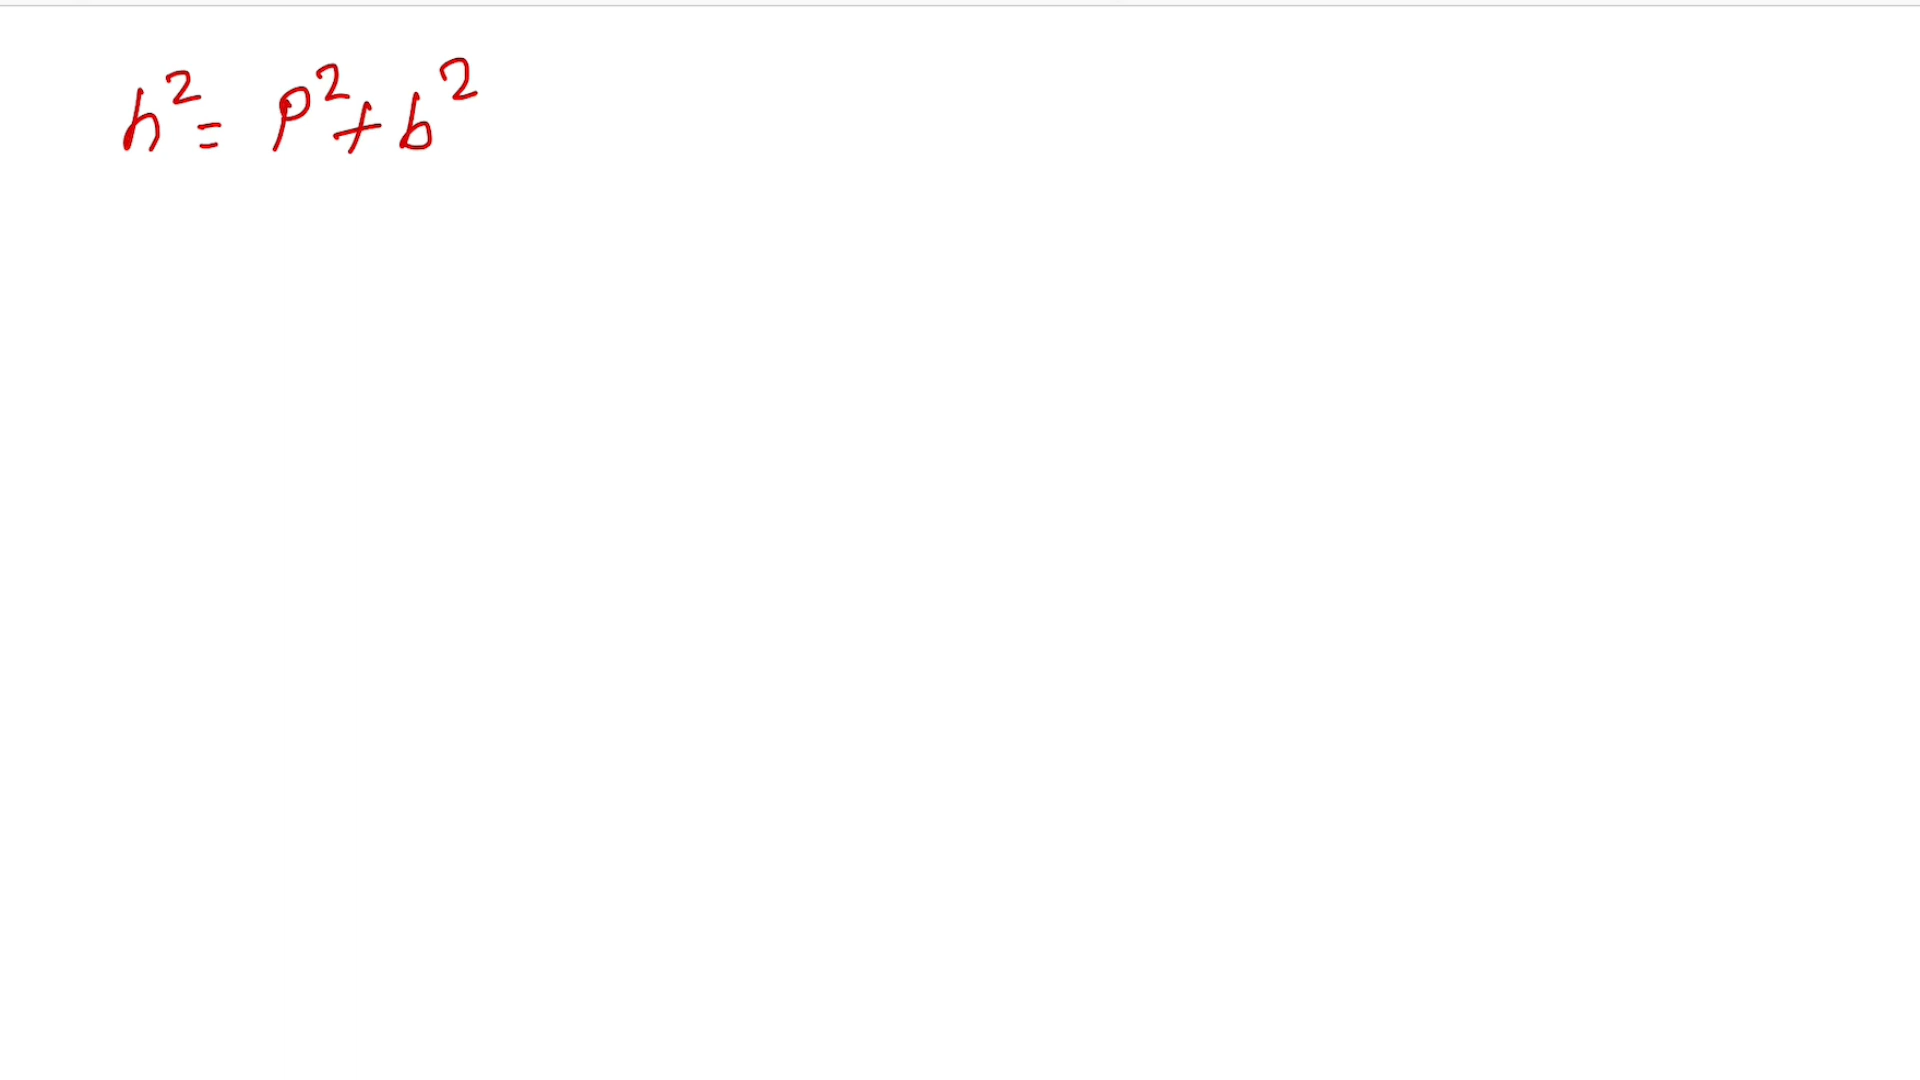 h² = p² + b²